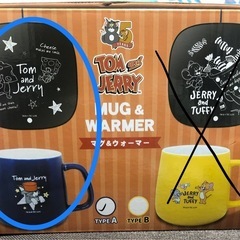 85
TOM AND JERRY
MUG &
WARMER
マグ&ウォーマー
Cheese
Tom and
Jerry
JERRY
and
TUFFY
Tom and Jerry
JERRY
TUFFY
TYPE A
TYPE B